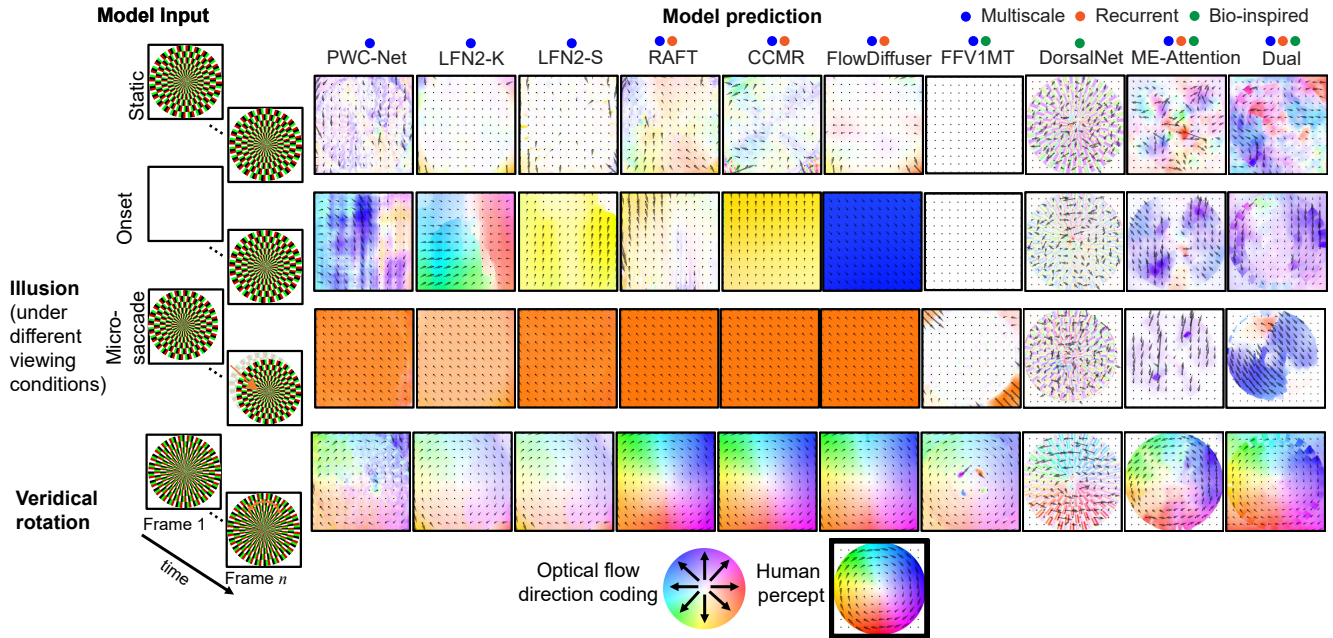 Model Input
Model prediction
Multiscale Recurrent Bio-inspired
PWC-Net LFN2-K LFN2-S RAFT CCMR FlowDiffuser FFV1MT DorsalNet ME-Attention Dual
Static
Onset
Illusion
(under
different
viewing
conditions)
Micro-
saccade
Veridical
rotation
Frame 1
time
Frame n
Optical flow
direction coding
Human
percept